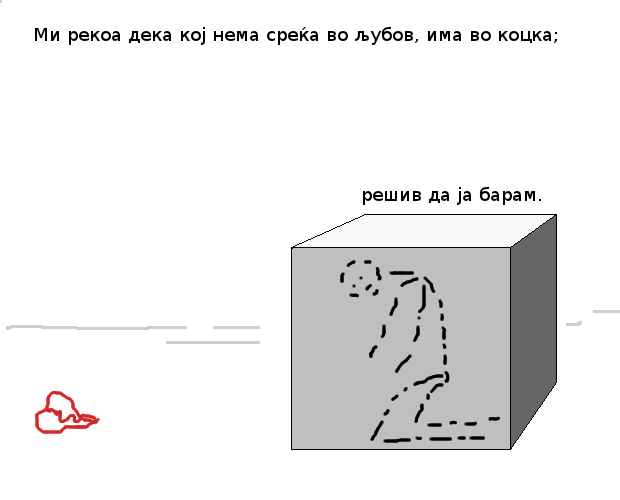 Ми рекоа дека кој нема среќа во љубов, има во коцка;
решив да ја барам.